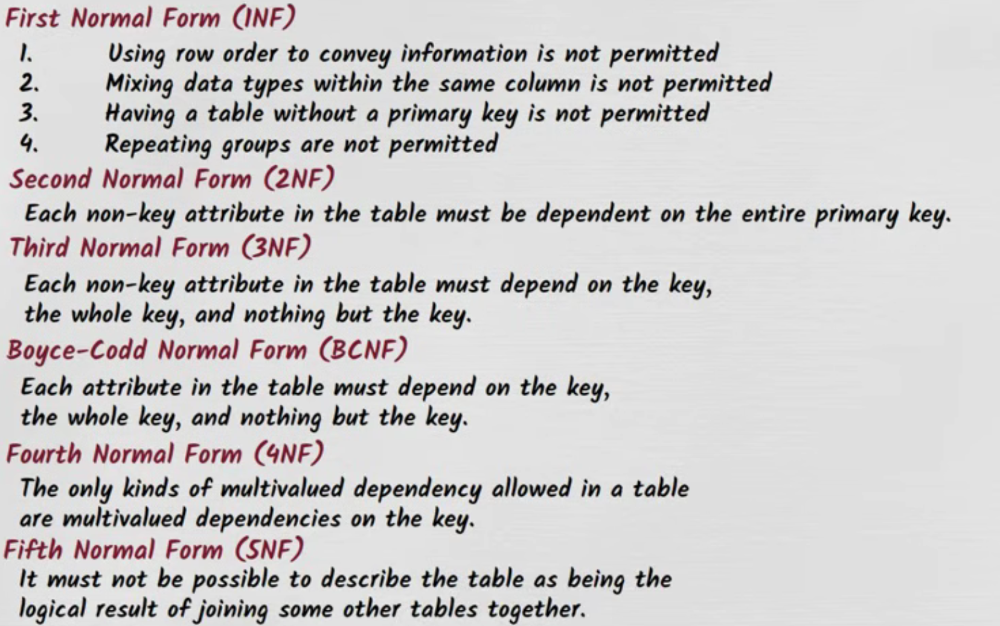 First Normal Form (1NF)
1. Using row order to convey information is not permitted
2. Mixing data types within the same column is not permitted
3. Having a table without a primary key is not permitted
4. Repeating groups are not permitted
Second Normal Form (2NF)
Each non-key attribute in the table must be dependent on the entire primary key.
Third Normal Form (3NF)
Each non-key attribute in the table must depend on the key,
the whole key, and nothing but the key.
Boyce-Codd Normal Form (BCNF)
Each attribute in the table must depend on the key,
the whole key, and nothing but the key.
Fourth Normal Form (4NF)
The only kinds of multivalued dependency allowed in a table
are multivalued dependencies on the key.
Fifth Normal Form (5NF)
It must not be possible to describe the table as being the
logical result of joining some other tables together.